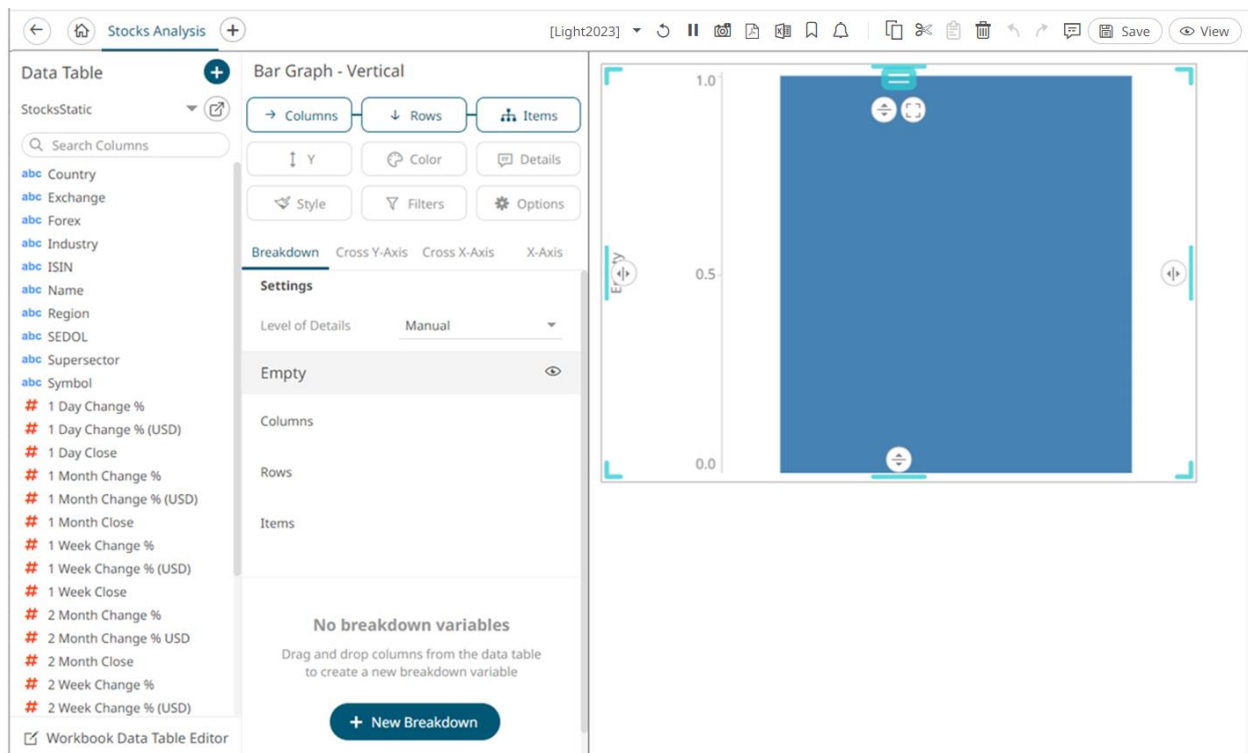 Stocks Analysis
[Light2023]
Save
View
Data Table
StocksStatic
Search Columns
abc Country
abc Exchange
abc Forex
abc Industry
abc ISIN
abc Name
abc Region
abc SEDOL
abc Supersector
abc Symbol
# 1 Day Change %
# 1 Day Change % (USD)
# 1 Day Close
# 1 Month Change %
# 1 Month Change % (USD)
# 1 Month Close
# 1 Week Change %
# 1 Week Change % (USD)
# 1 Week Close
# 2 Month Change %
# 2 Month Change % USD
# 2 Month Close
# 2 Week Change %
# 2 Week Change % (USD)
Workbook Data Table Editor
Bar Graph - Vertical
Columns
Rows
Items
Y
Color
Details
Style
Filters
Options
Breakdown
Cross Y-Axis
Cross X-Axis
X-Axis
Settings
Level of Details
Manual
Empty
Columns
Rows
Items
No breakdown variables
Drag and drop columns from the data table
to create a new breakdown variable
+ New Breakdown
1.0
0.5
0.0